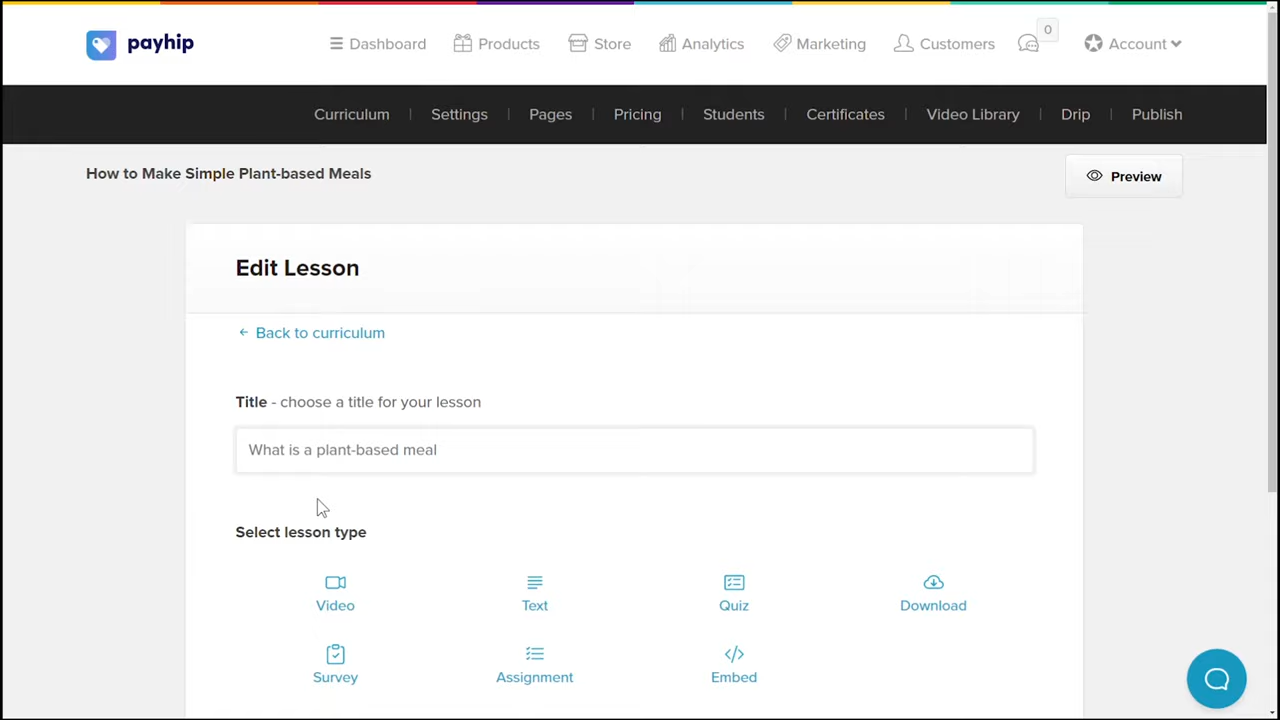 payhip
Dashboard Products Store Analytics Marketing Customers 0 Account
Curriculum | Settings | Pages | Pricing | Students | Certificates | Video Library | Drip | Publish
How to Make Simple Plant-based Meals
Preview
Edit Lesson
← Back to curriculum
Title - choose a title for your lesson
What is a plant-based meal
Select lesson type
Video Text Quiz Download
Survey Assignment Embed